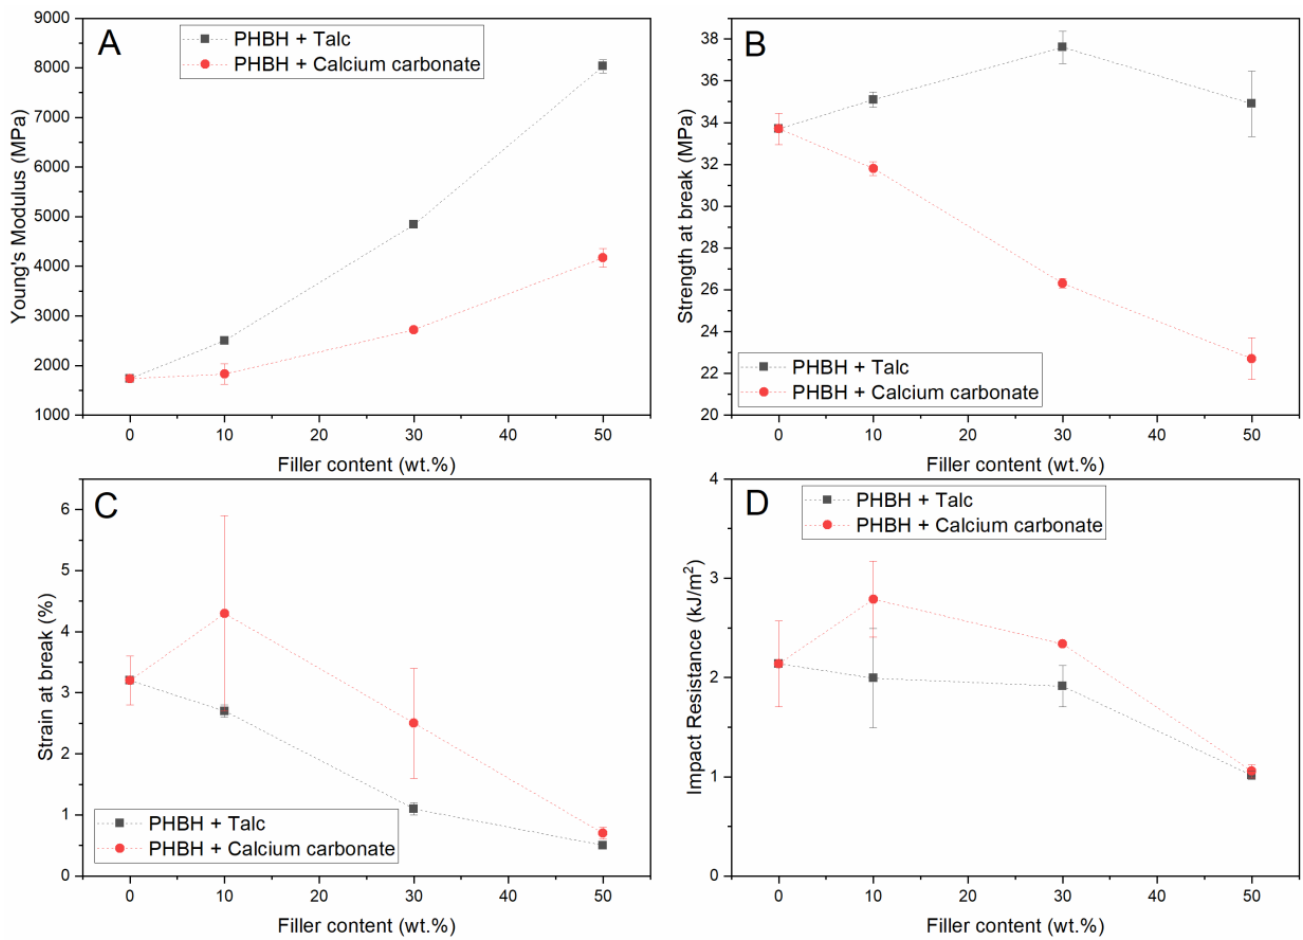 A
PHBH + Talc
PHBH + Calcium carbonate
Young's Modulus (MPa)
9000
8000
7000
6000
5000
4000
3000
2000
1000
0 10 20 30 40 50
Filler content (wt.%)
B
PHBH + Talc
PHBH + Calcium carbonate
Strength at break (MPa)
38
36
34
32
30
28
26
24
22
20
0 10 20 30 40 50
Filler content (wt.%)
C
PHBH + Talc
PHBH + Calcium carbonate
Strain at break (%)
6
5
4
3
2
1
0
0 10 20 30 40 50
Filler content (wt.%)
D
PHBH + Talc
PHBH + Calcium carbonate
Impact Resistance (kJ/m²)
4
3
2
1
0
0 10 20 30 40 50
Filler content (wt.%)